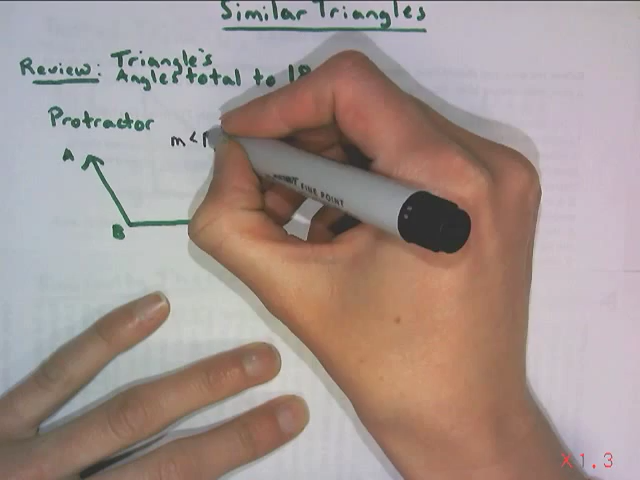 Similar Triangles
Review: Triangle's
Angles total to 18
Protractor
m<
A
B
FINE POINT
X1.3